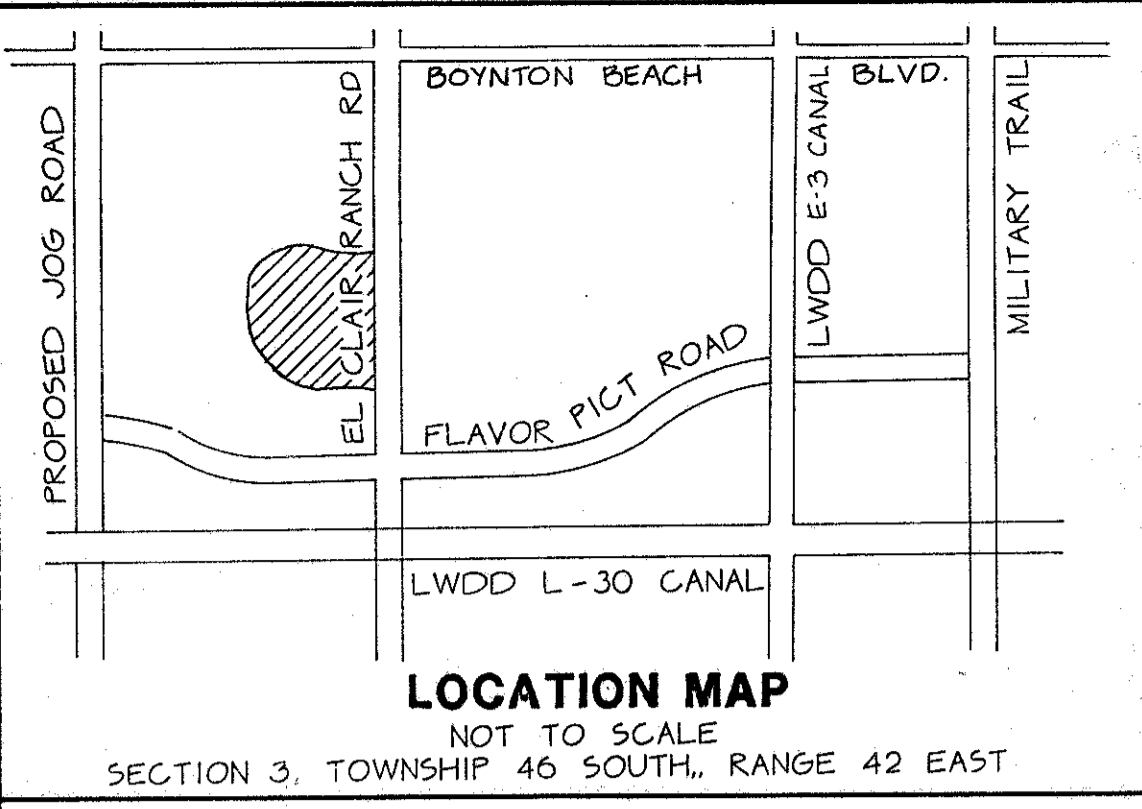 BOYNTON BEACH BLVD.
PROPOSED JOG ROAD
EL CLAIR RANCH RD
LWDD E-3 CANAL
MILITARY TRAIL
FLAVOR PICT ROAD
LWDD L-30 CANAL
LOCATION MAP
NOT TO SCALE
SECTION 3, TOWNSHIP 46 SOUTH,, RANGE 42 EAST